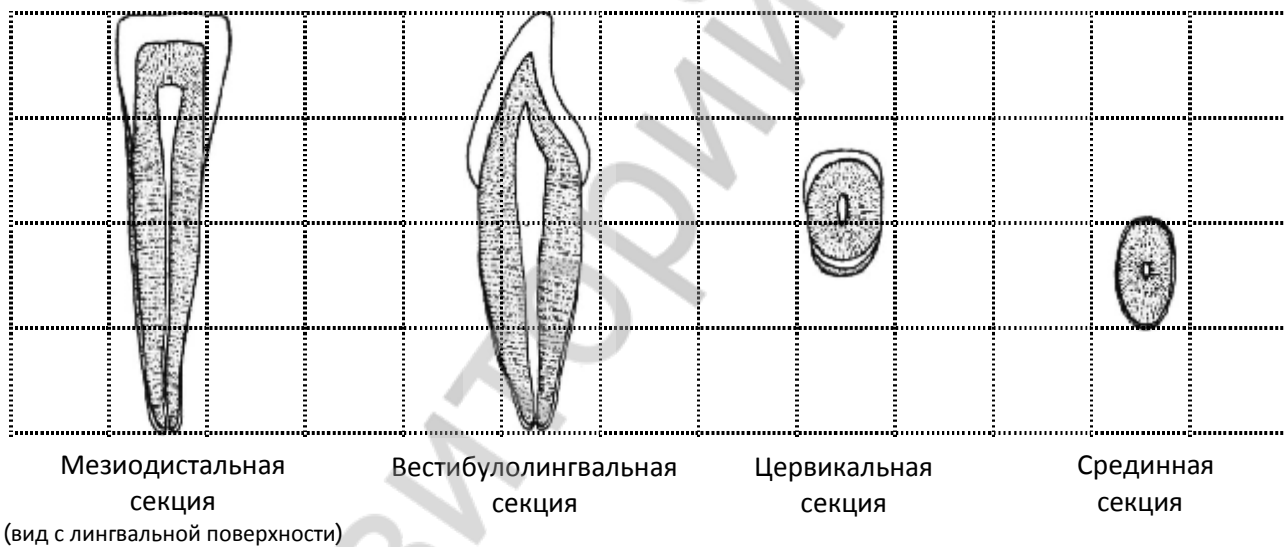 Мезиодистальная
секция
(вид с лингвальной поверхности)
Вестибулолингвальная
секция
Цервикальная
секция
Срединная
секция